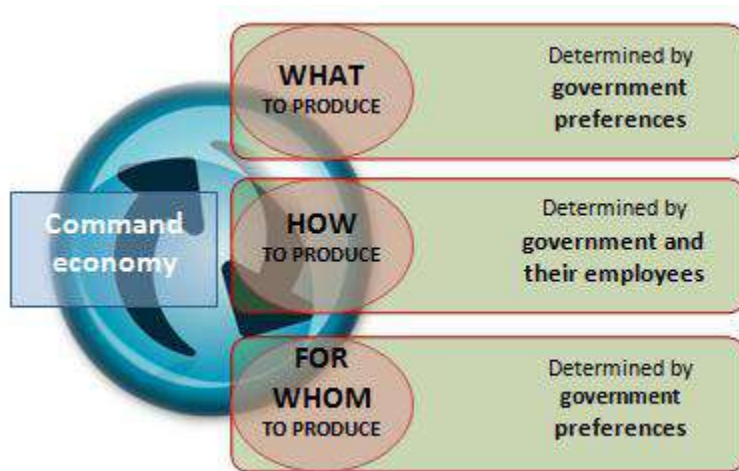 WHAT
TO PRODUCE
Determined by
government
preferences
Command
economy
HOW
TO PRODUCE
Determined by
government and
their employees
FOR
WHOM
TO PRODUCE
Determined by
government
preferences